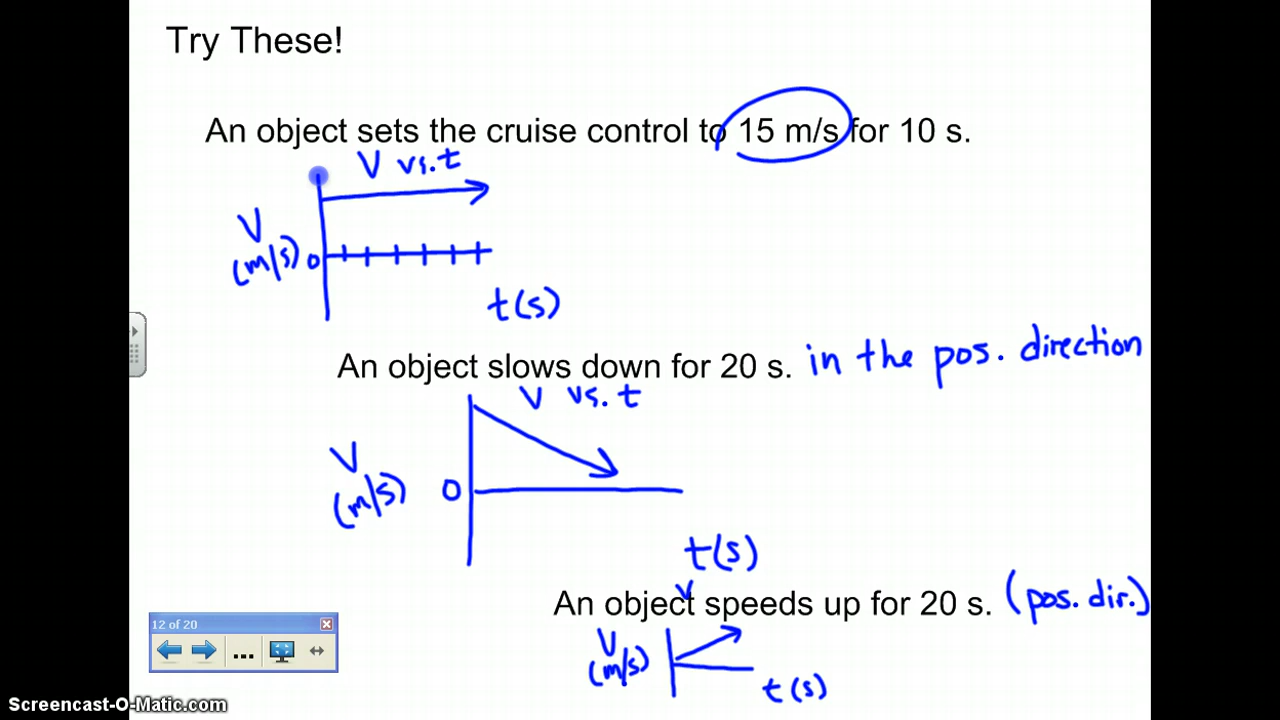 Try These!
An object sets the cruise control to 15 m/s for 10 s.
V vs. t
V
(m/s)
0
t(s)
An object slows down for 20 s. in the pos. direction
V vs. t
V
(m/s)
0
t(s)
v
An object speeds up for 20 s. (pos. dir.)
V
(m/s)
t(s)
12 of 20
...
Screencast-O-Matic.com